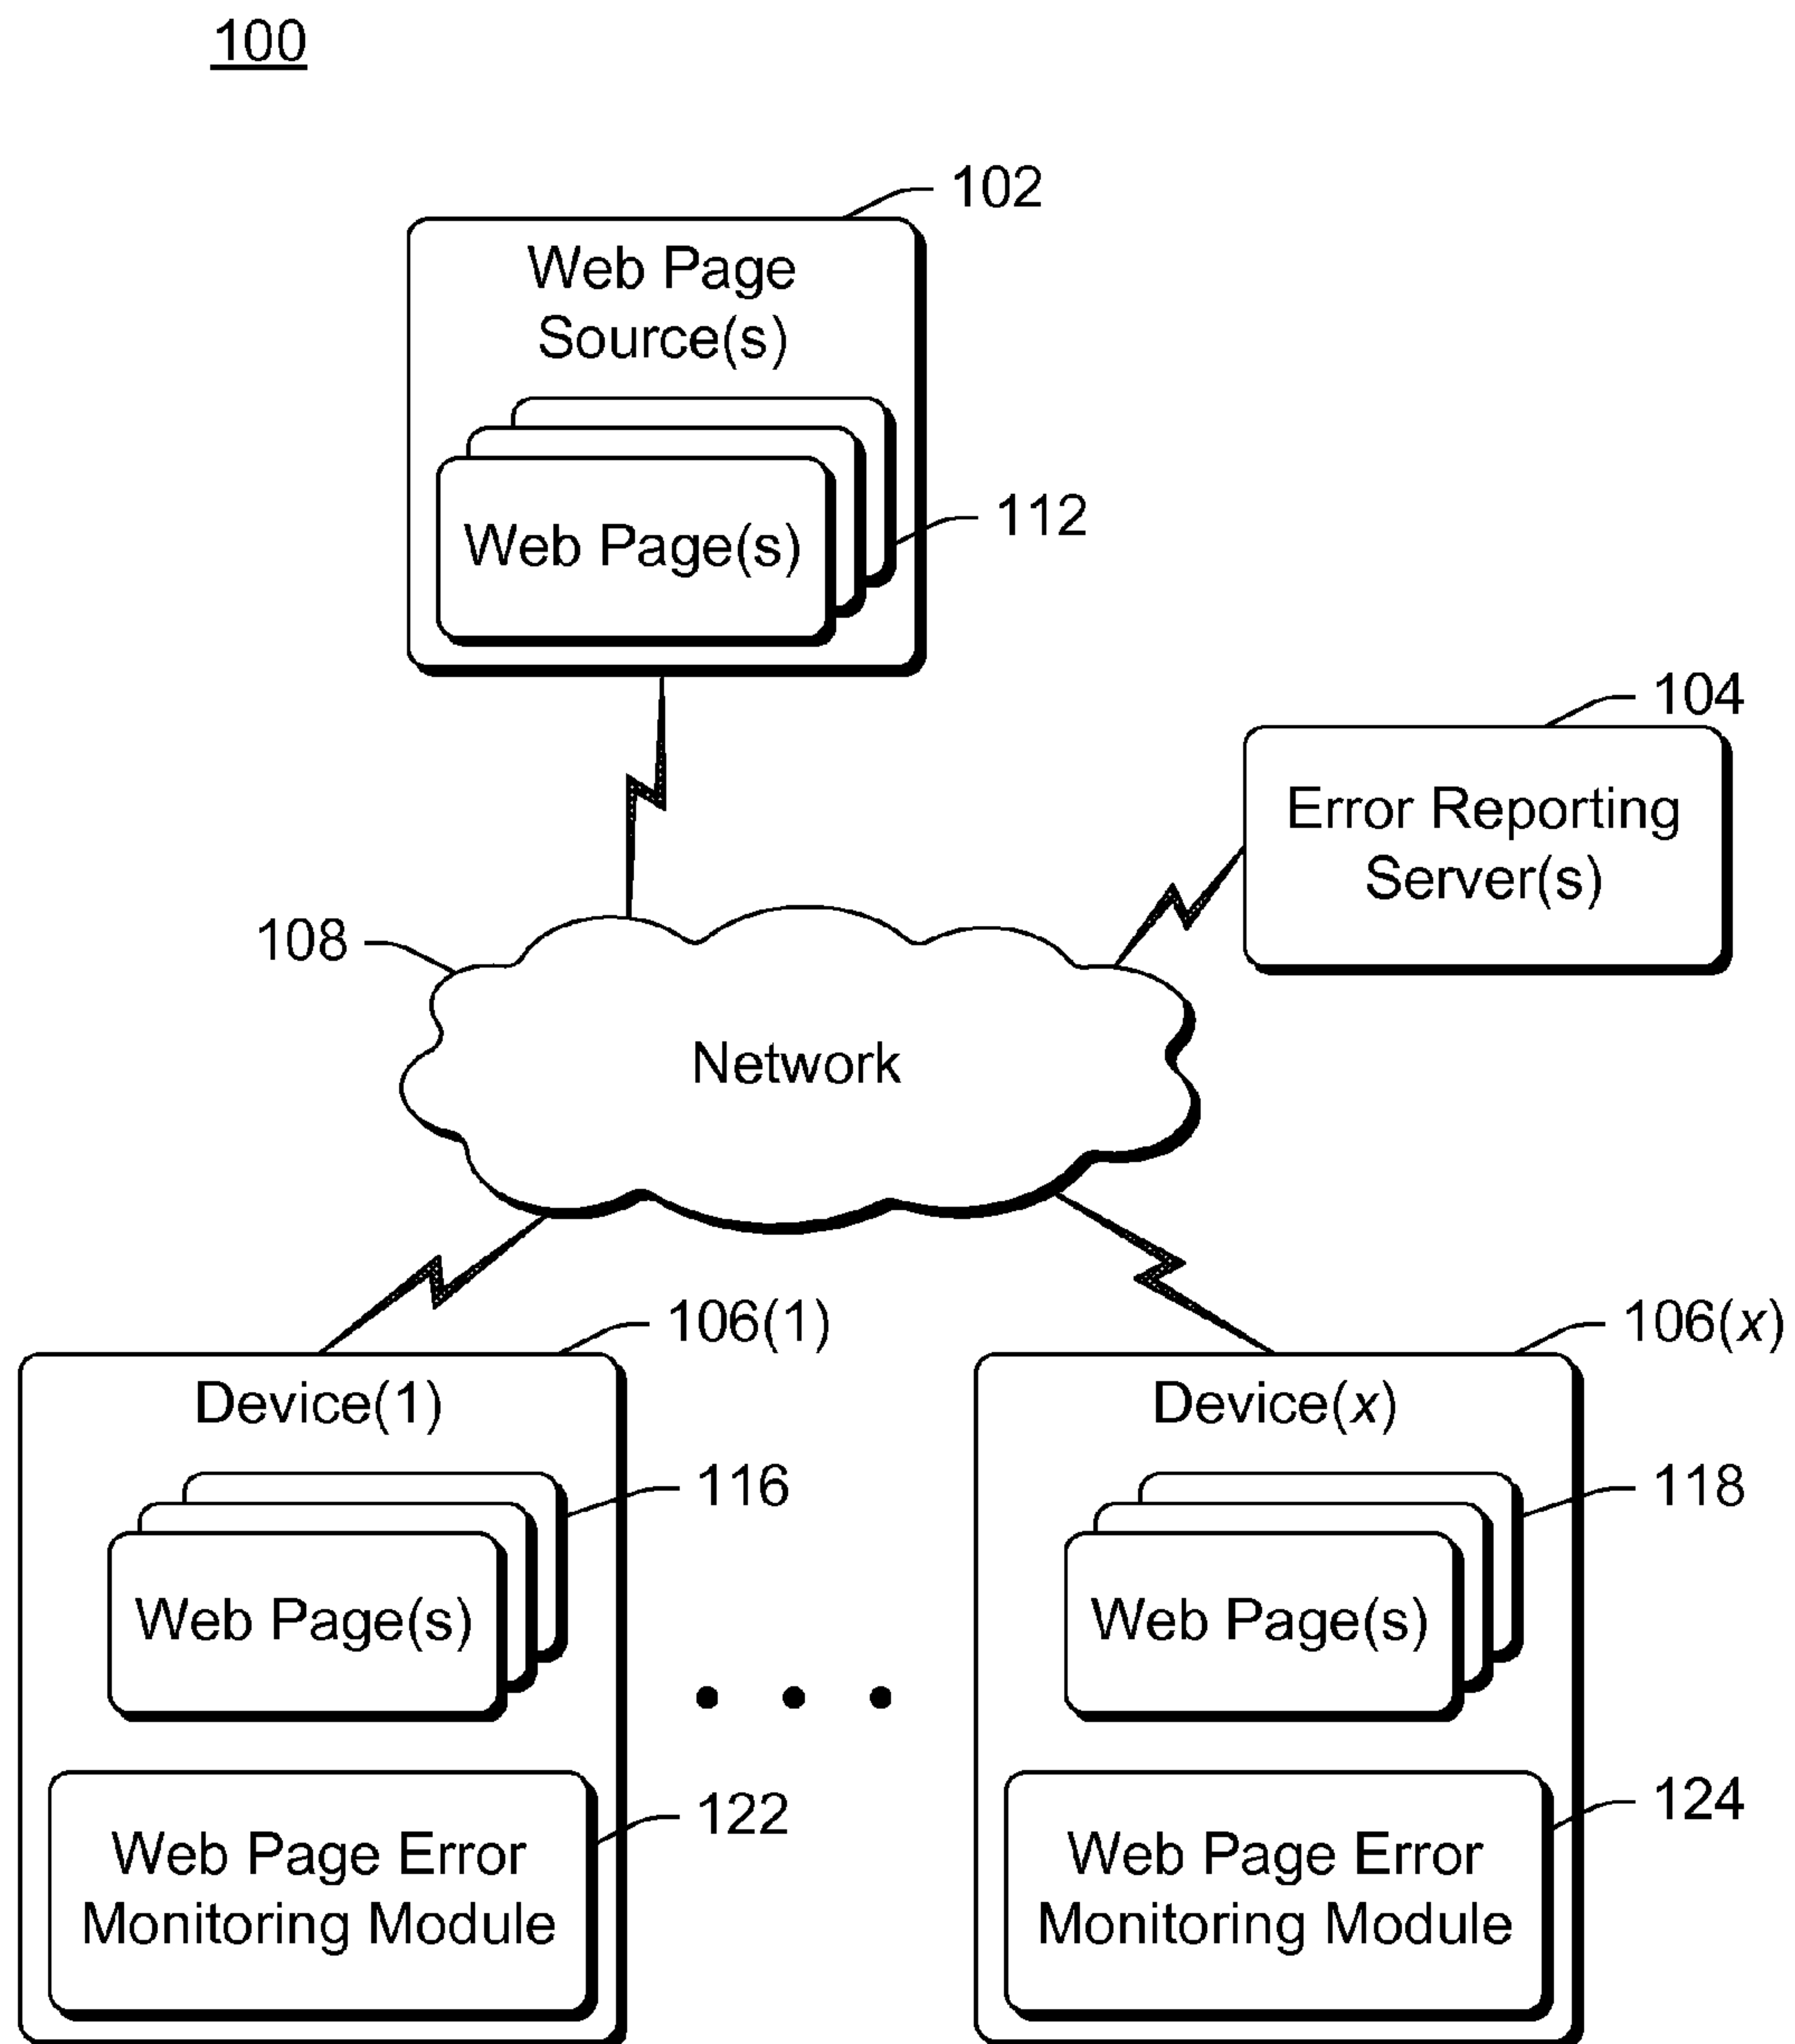 100
102
Web Page
Source(s)
Web Page(s)
112
104
Error Reporting
Server(s)
108
Network
106(1)
Device(1)
116
Web Page(s)
122
Web Page Error
Monitoring Module
• • •
106(x)
Device(x)
118
Web Page(s)
124
Web Page Error
Monitoring Module